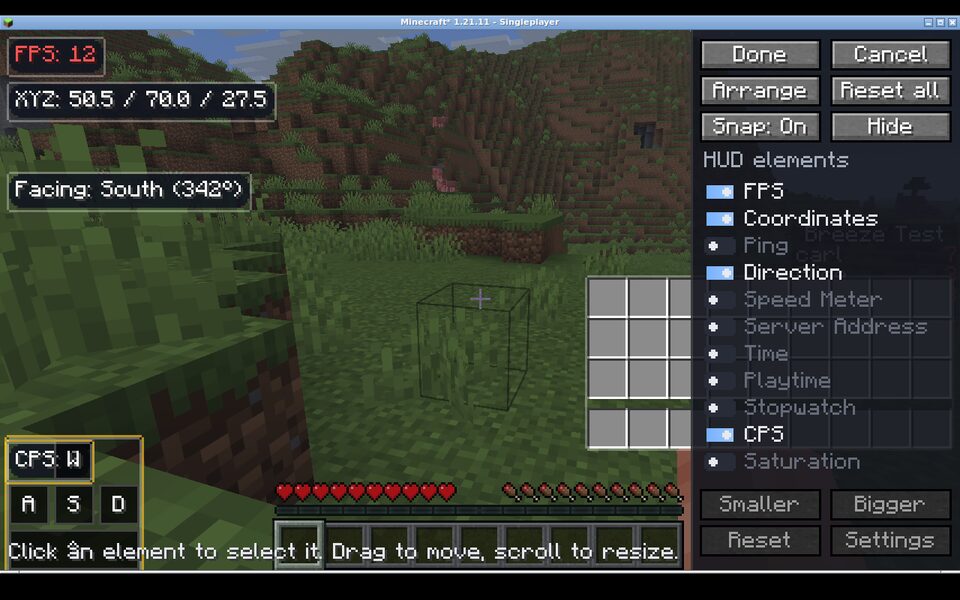 Minecraft* 1.21.11 - Singleplayer
FPS: 12
XYZ: 50.5 / 70.0 / 27.5
Facing: South (342°)
Done
Cancel
Arrange
Reset all
Snap: On
Hide
HUD elements
FPS
Coordinates
Breeze Test
Ping
carl
Direction
Speed Meter
Server Address
Time
Playtime
Stopwatch
CPS
Saturation
CPS: W
A S D
Smaller
Bigger
Reset
Settings
Click an element to select it. Drag to move, scroll to resize.